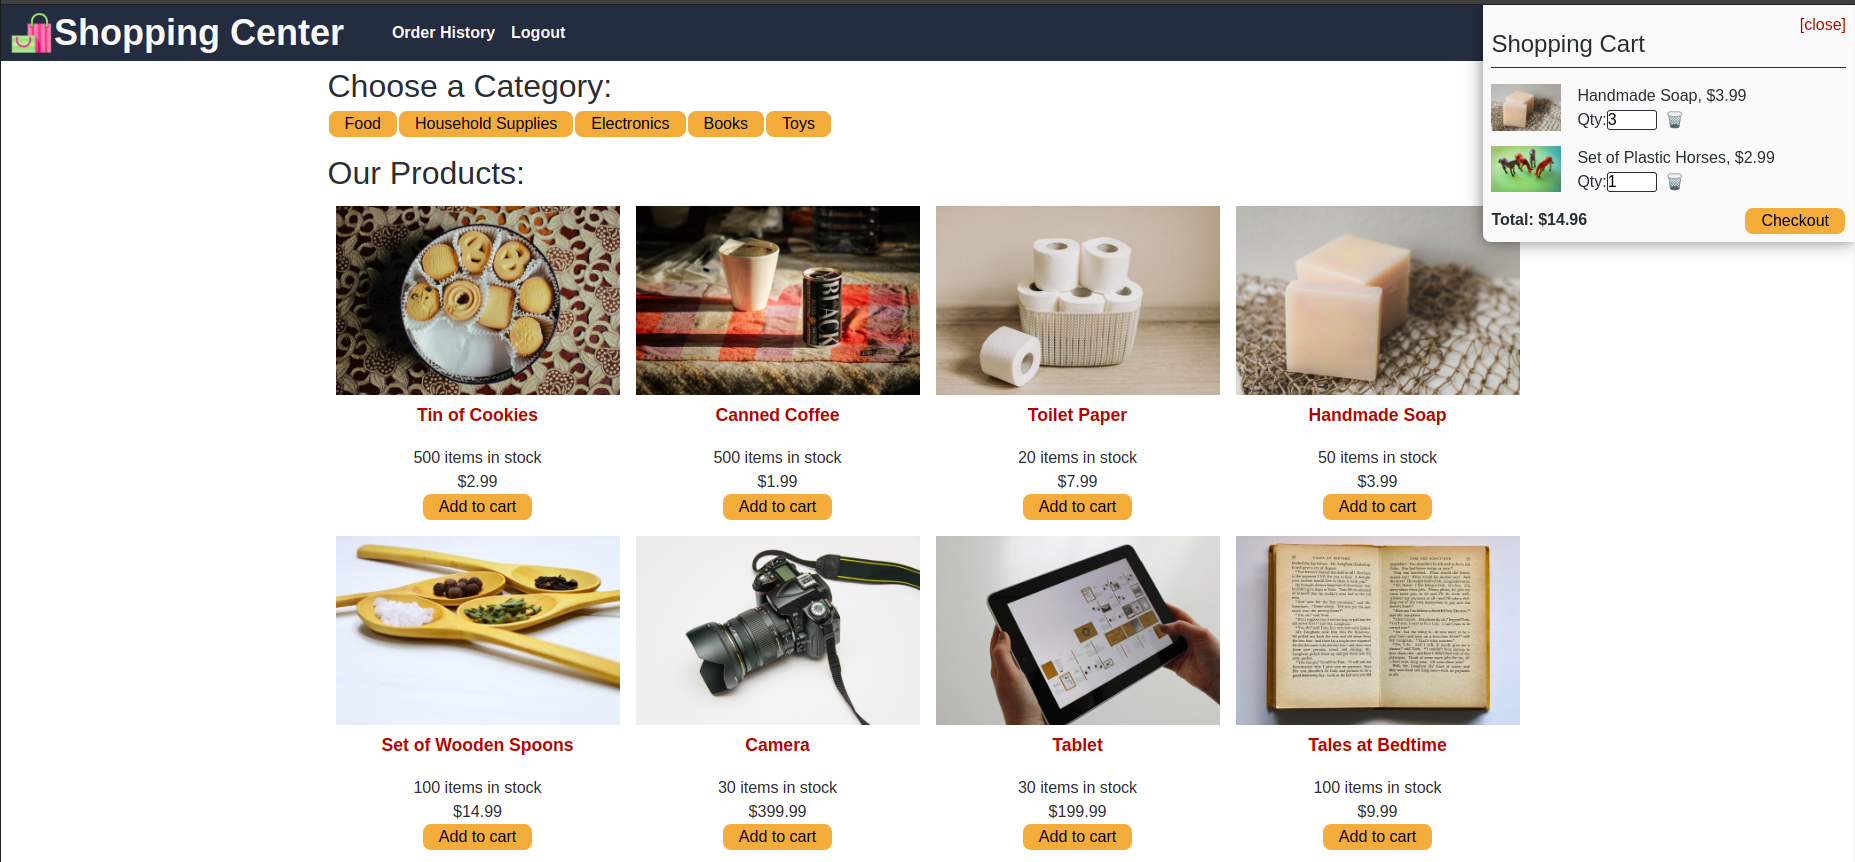 Shopping Center
Order History Logout
[close]
Shopping Cart
Handmade Soap, $3.99
Qty: 3
Set of Plastic Horses, $2.99
Qty: 1
Total: $14.96 Checkout
Choose a Category:
Food Household Supplies Electronics Books Toys
Our Products:
BLACK
Tin of Cookies Canned Coffee Toilet Paper Handmade Soap
500 items in stock 500 items in stock 20 items in stock 50 items in stock
$2.99 $1.99 $7.99 $3.99
Add to cart Add to cart Add to cart Add to cart
Set of Wooden Spoons Camera Tablet Tales at Bedtime
100 items in stock 30 items in stock 30 items in stock 100 items in stock
$14.99 $399.99 $199.99 $9.99
Add to cart Add to cart Add to cart Add to cart